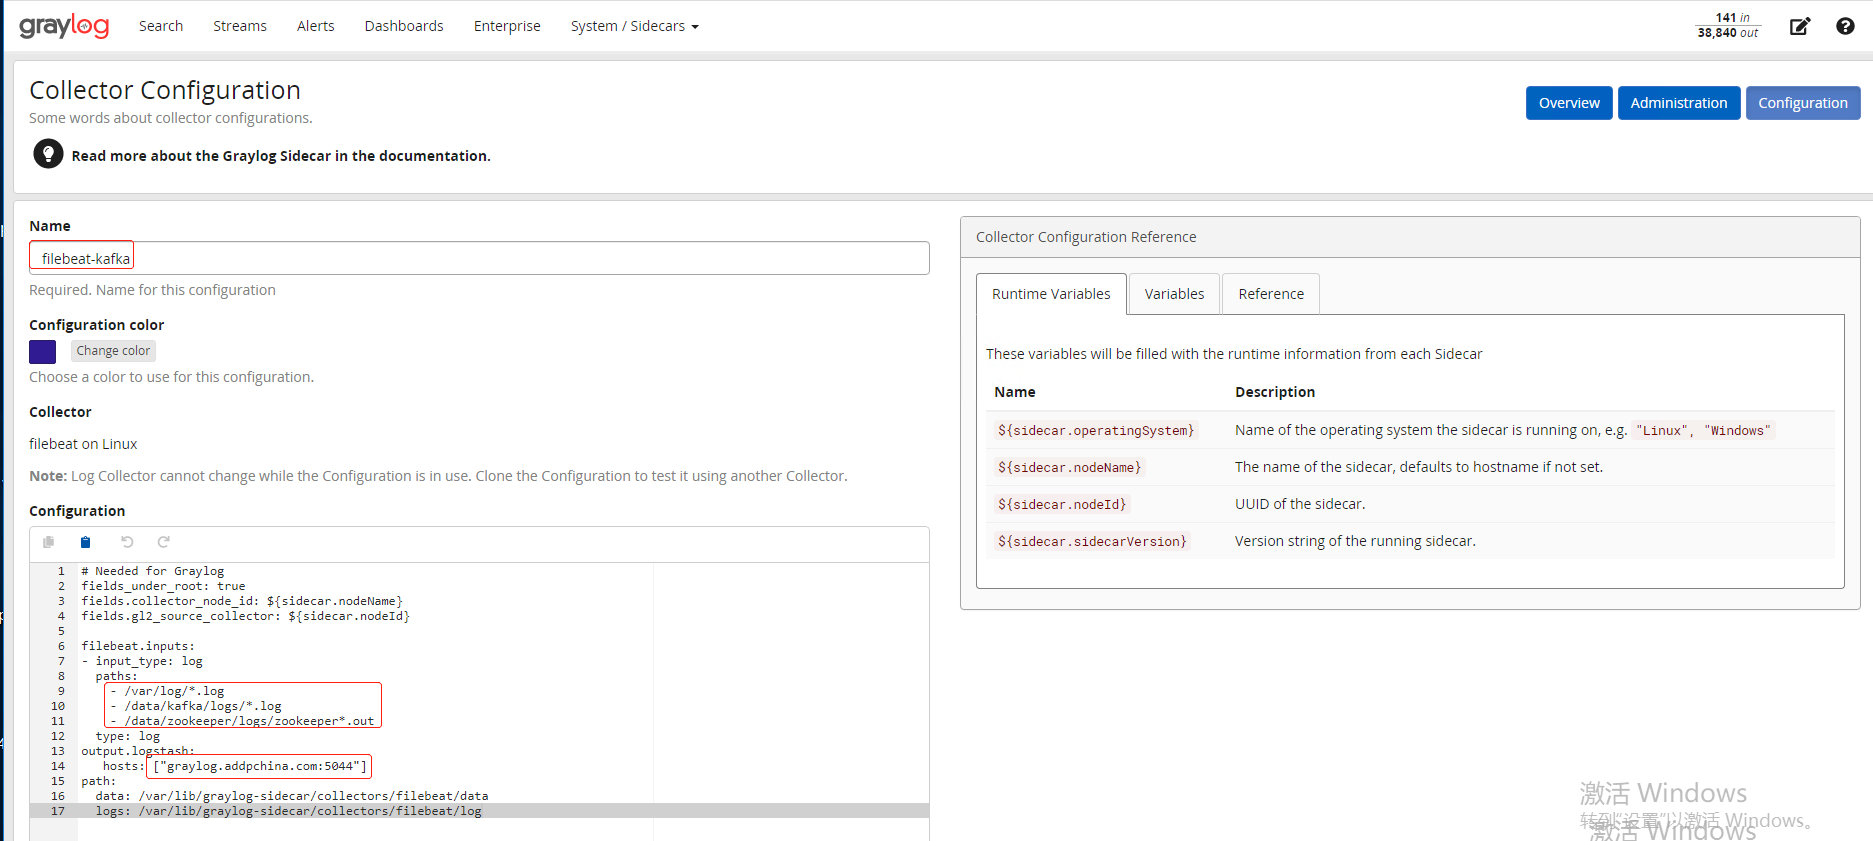 graylog
Search
Streams
Alerts
Dashboards
Enterprise
System / Sidecars
141 in
38,840 out
Collector Configuration
Some words about collector configurations.
Read more about the Graylog Sidecar in the documentation.
Overview
Administration
Configuration
Name
filebeat-kafka
Required. Name for this configuration
Configuration color
Change color
Choose a color to use for this configuration.
Collector
filebeat on Linux
Note: Log Collector cannot change while the Configuration is in use. Clone the Configuration to test it using another Collector.
Configuration
1 # Needed for Graylog
2 fields_under_root: true
3 fields.collector_node_id: ${sidecar.nodeName}
4 fields.gl2_source_collector: ${sidecar.nodeId}
5
6 filebeat.inputs:
7 - input_type: log
8 paths:
9 - /var/log/*.log
10 - /data/kafka/logs/*.log
11 - /data/zookeeper/logs/zookeeper*.out
12 type: log
13 output.logstash:
14 hosts: ["graylog.addpchina.com:5044"]
15 path:
16 data: /var/lib/graylog-sidecar/collectors/filebeat/data
17 logs: /var/lib/graylog-sidecar/collectors/filebeat/log
Collector Configuration Reference
Runtime Variables
Variables
Reference
These variables will be filled with the runtime information from each Sidecar
Name Description
${sidecar.operatingSystem} Name of the operating system the sidecar is running on, e.g. "Linux", "Windows"
${sidecar.nodeName} The name of the sidecar, defaults to hostname if not set.
${sidecar.nodeId} UUID of the sidecar.
${sidecar.sidecarVersion} Version string of the running sidecar.
激活 Windows
转到"设置"以激活 Windows。
激活 Windows